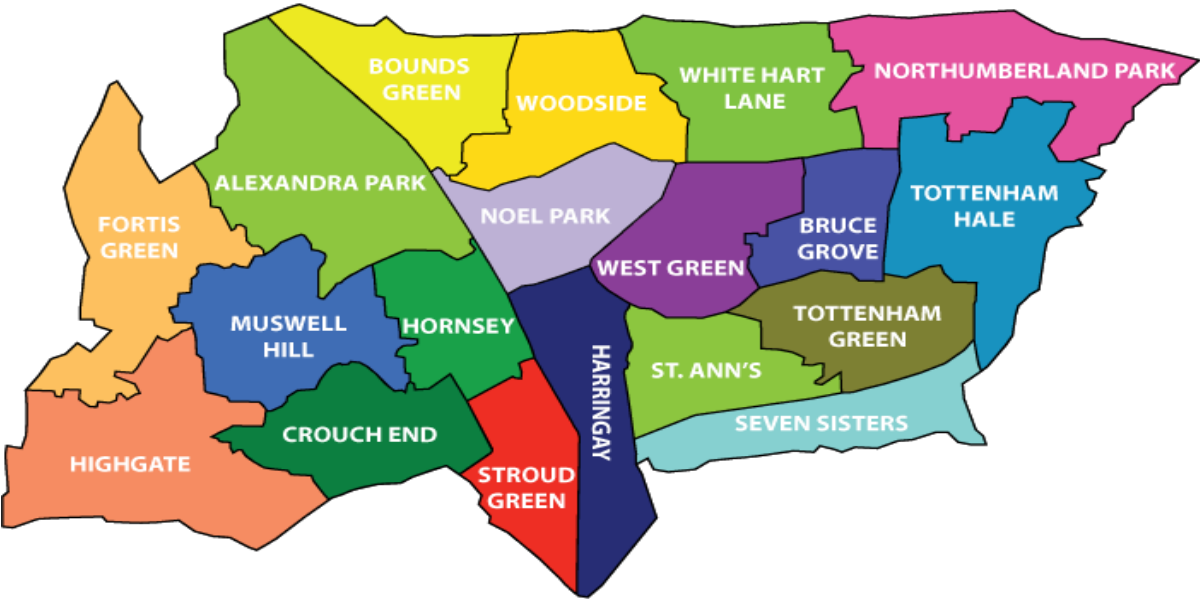 BOUNDS
GREEN
WOODSIDE
WHITE HART
LANE
NORTHUMBERLAND PARK
ALEXANDRA PARK
FORTIS
GREEN
NOEL PARK
WEST GREEN
BRUCE
GROVE
TOTTENHAM
HALE
MUSWELL
HILL
HORNSEY
HARRINGAY
ST. ANN'S
TOTTENHAM
GREEN
SEVEN SISTERS
HIGHGATE
CROUCH END
STROUD
GREEN